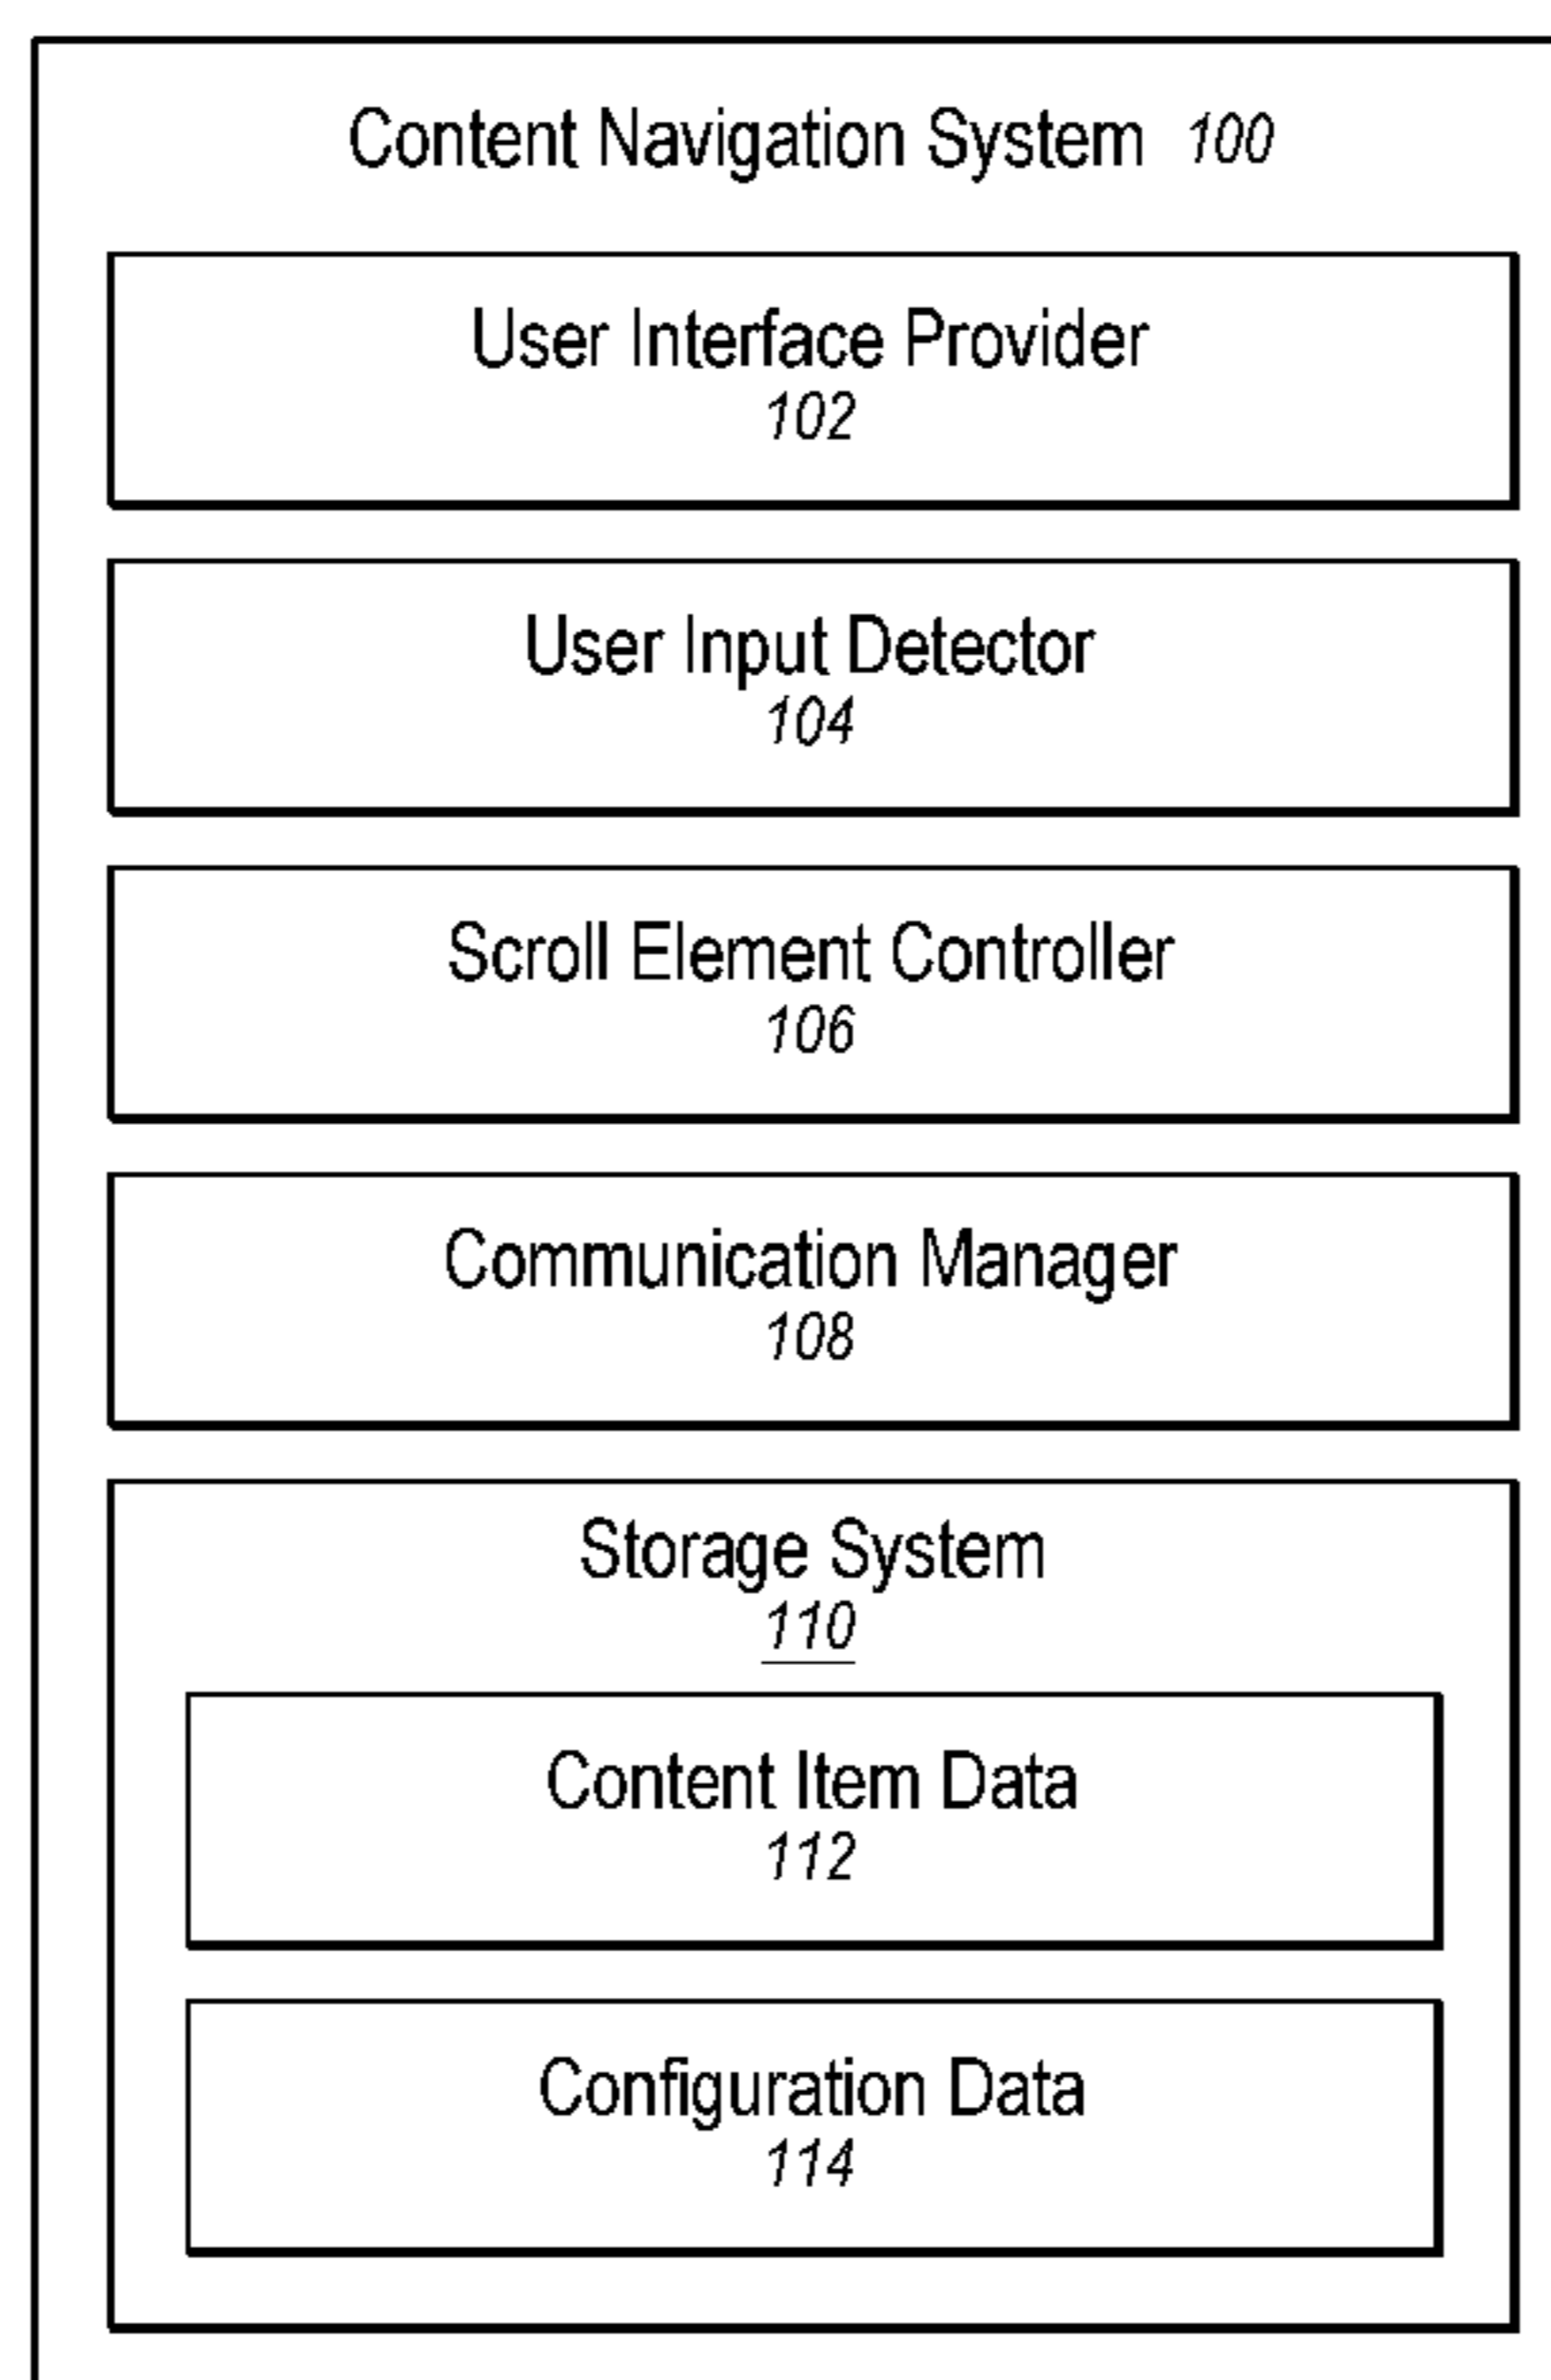 Content Navigation System 100
User Interface Provider
102
User Input Detector
104
Scroll Element Controller
106
Communication Manager
108
Storage System
110
Content Item Data
112
Configuration Data
114